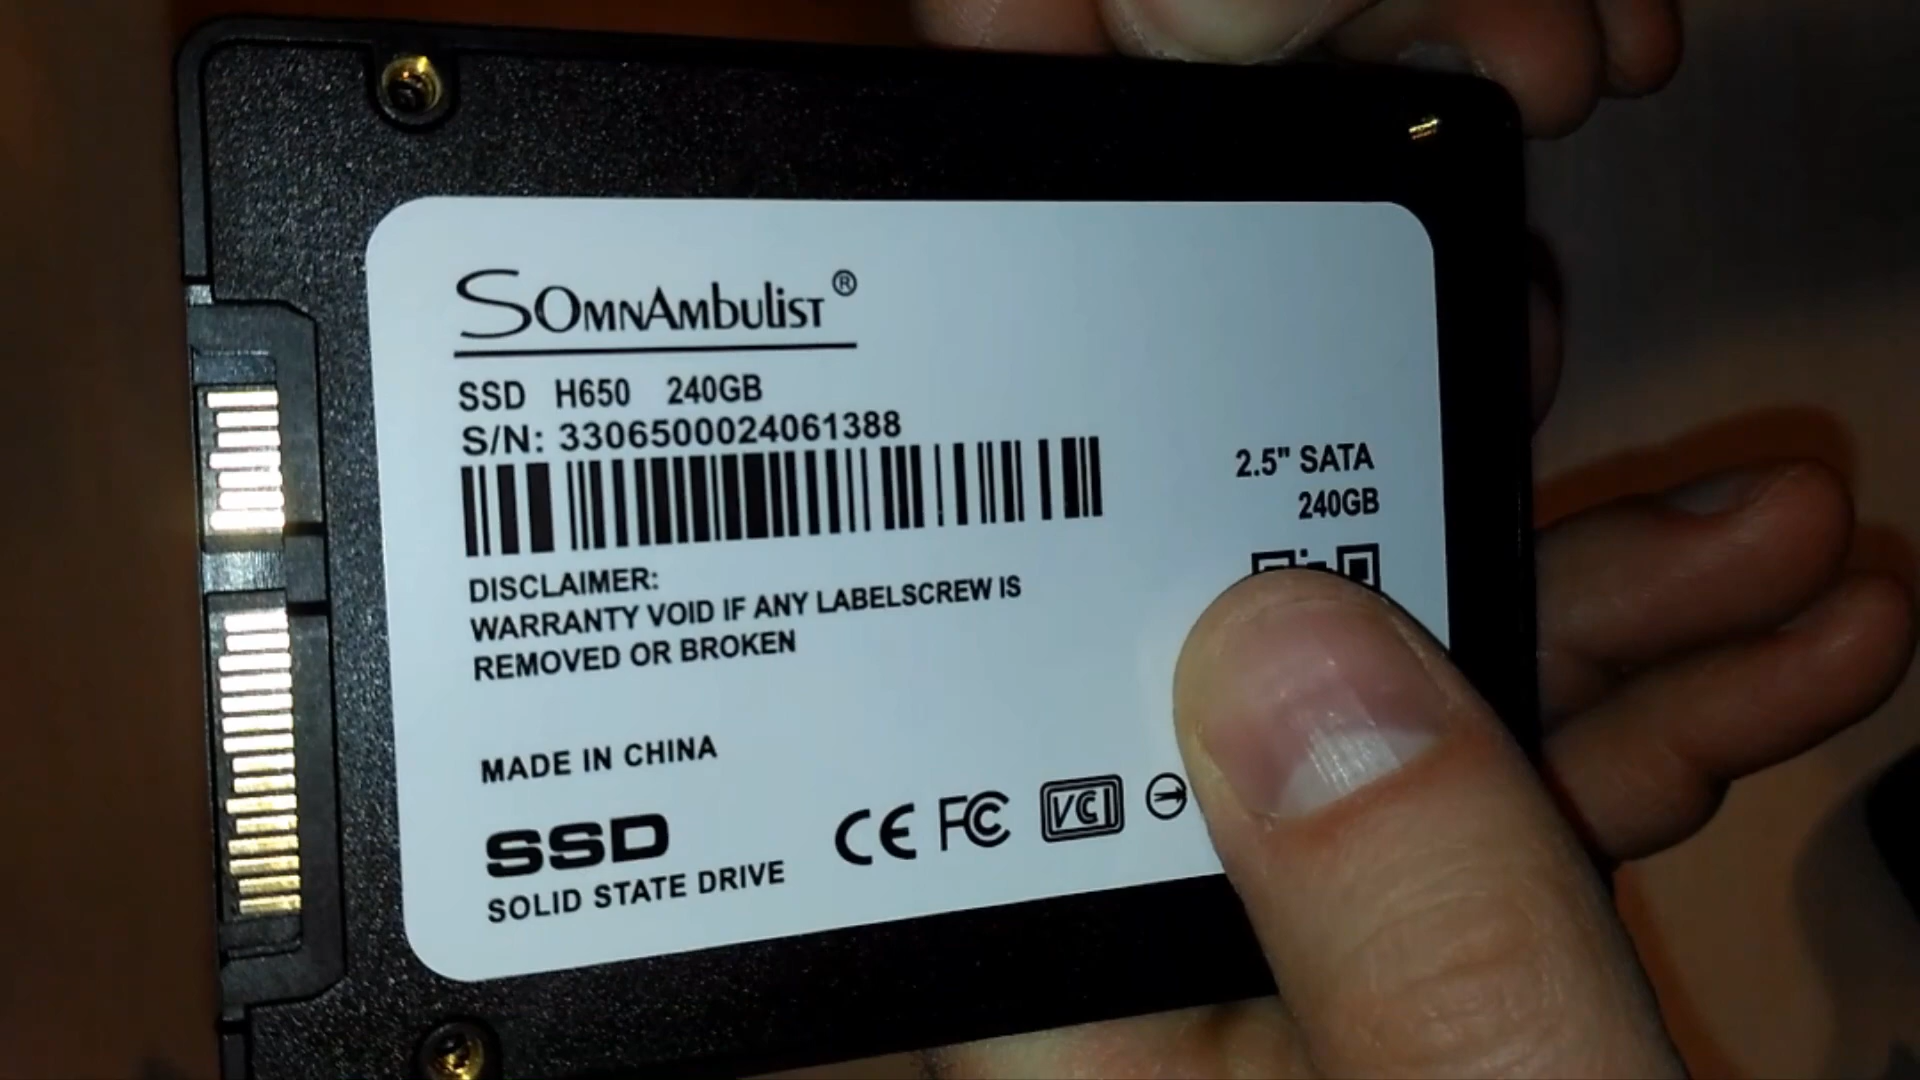 SOmnAmbulist®
SSD H650 240GB
S/N: 3306500024061388
2.5" SATA
240GB
DISCLAIMER:
WARRANTY VOID IF ANY LABELSCREW IS
REMOVED OR BROKEN
MADE IN CHINA
SSD
SOLID STATE DRIVE
CE FC VCI